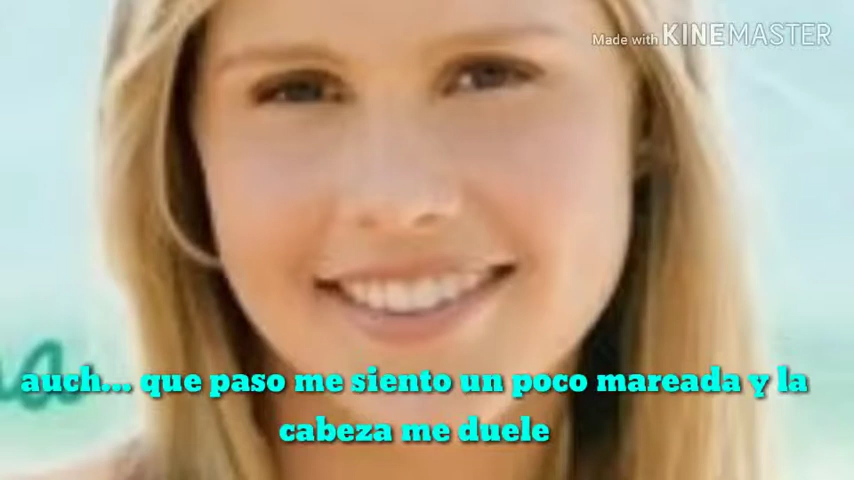 Made with KINEMASTER
auch... que paso me siento un poco mareada y la
cabeza me duele